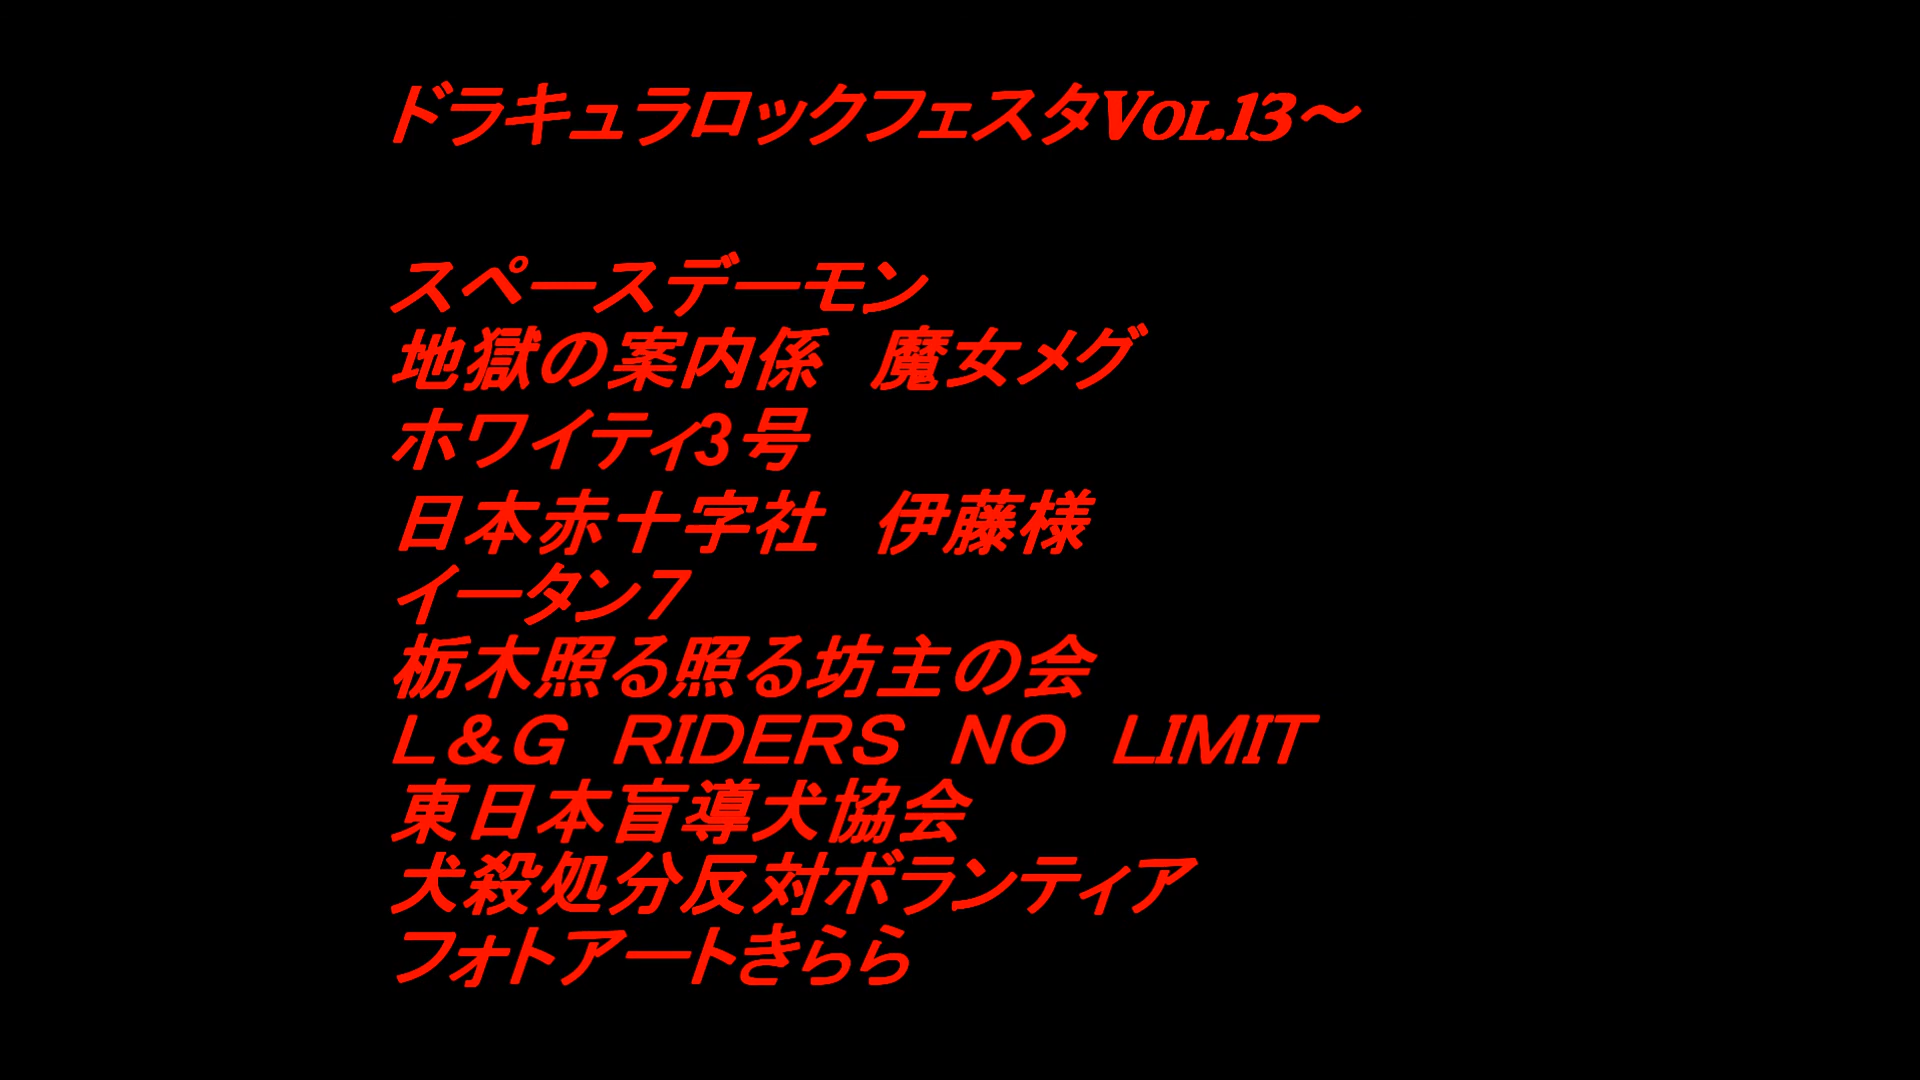 ドラキュラロックフェスタVOL.13～
スペースデーモン
地獄の案内係　魔女メグ
ホワイティ3号
日本赤十字社　伊藤様
イータン７
栃木照る照る坊主の会
Ｌ＆Ｇ　ＲＩＤＥＲＳ　ＮＯ　ＬＩＭＩＴ
東日本盲導犬協会
犬殺処分反対ボランティア
フォトアートきらら